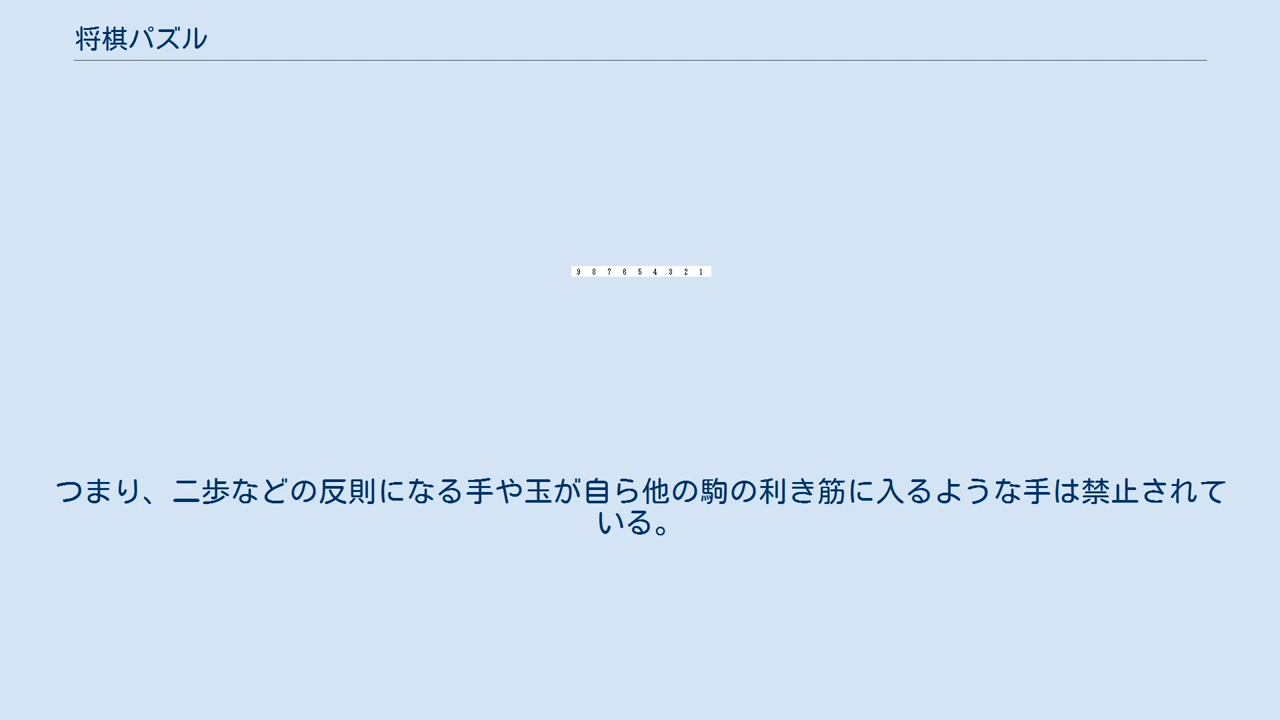 将棋パズル
9 8 7 6 5 4 3 2 1
つまり、二歩などの反則になる手や玉が自ら他の駒の利き筋に入るような手は禁止されて
いる。